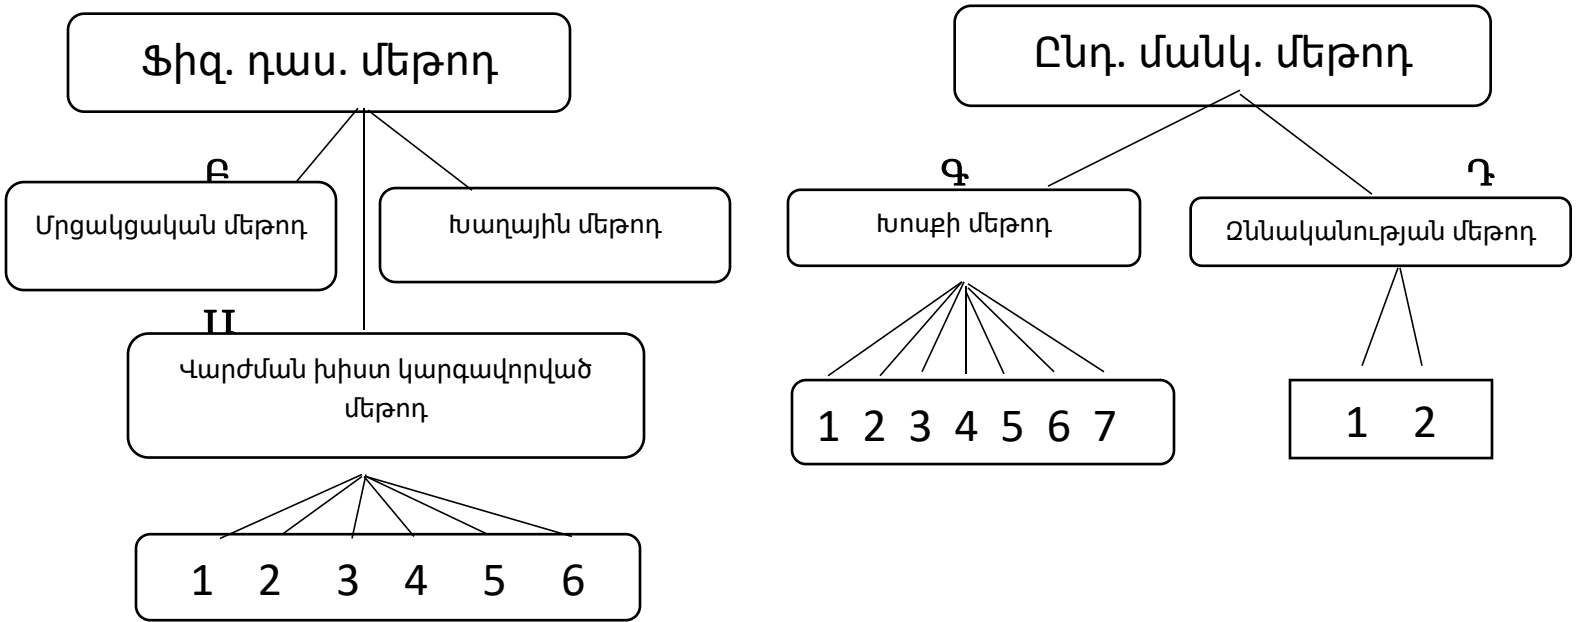 Ֆիզ. դաս. մեթոդ
Բ
Մրցակցական մեթոդ
Խաղային մեթոդ
Վարժման խիստ կարգավորված
մեթոդ
1 2 3 4 5 6
Ընդ. մանկ. մեթոդ
Գ
Խոսքի մեթոդ
1 2 3 4 5 6 7
Դ
Զննականության մեթոդ
1 2